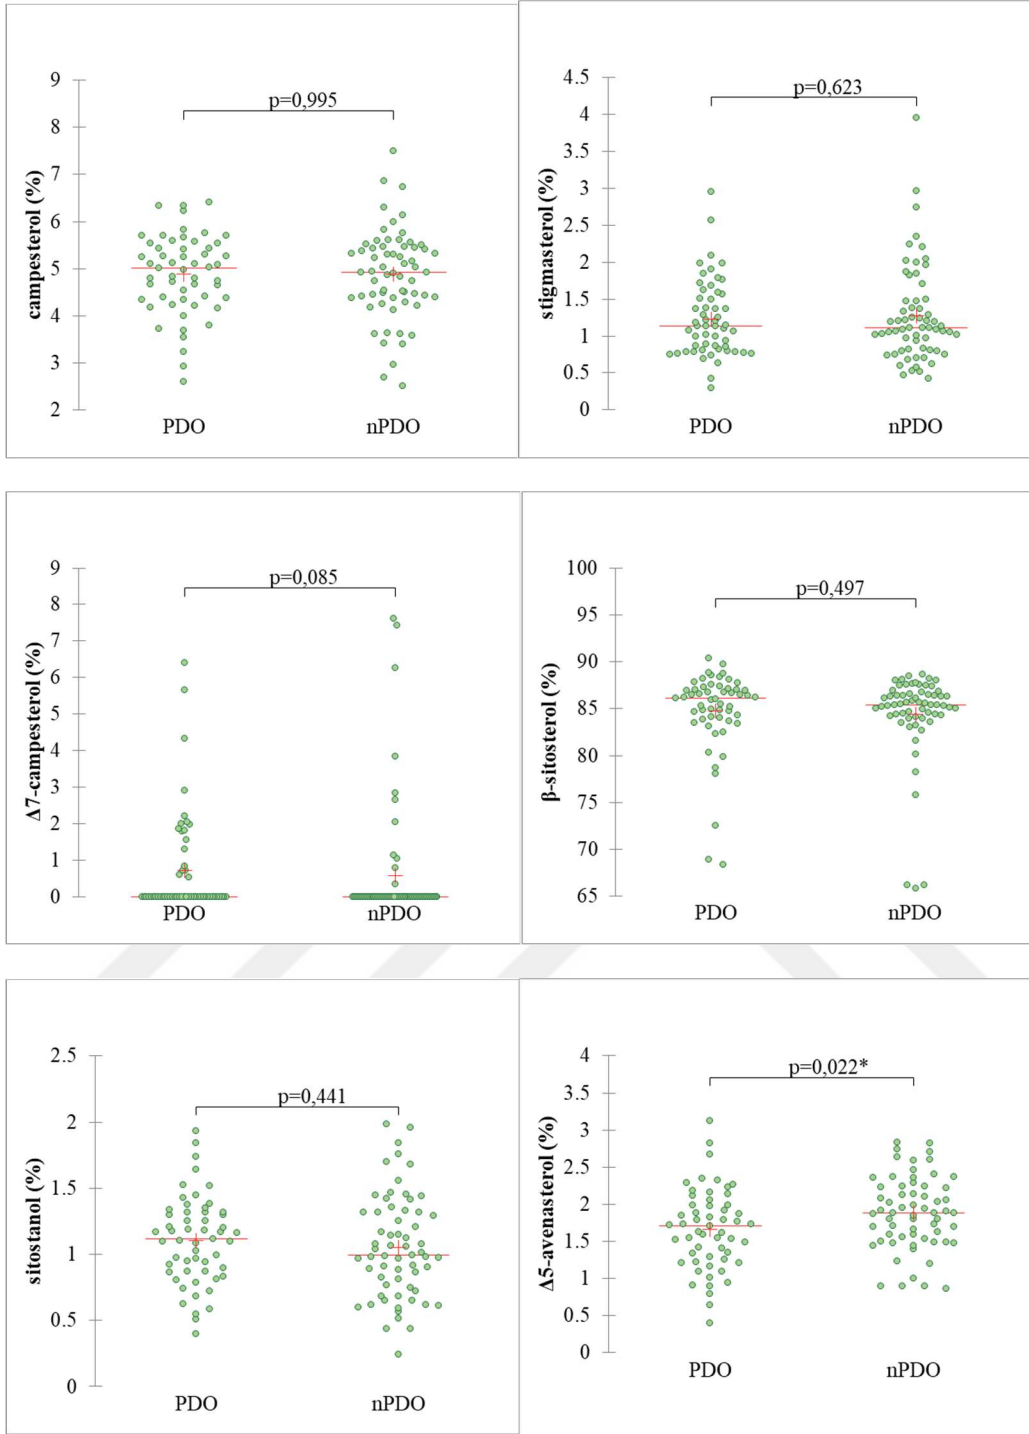 campesterol (%)
9
8
7
6
5
4
3
2
p=0,995
PDO
nPDO
stigmasterol (%)
4.5
4
3.5
3
2.5
2
1.5
1
0.5
0
p=0,623
PDO
nPDO
Δ7-campesterol (%)
9
8
7
6
5
4
3
2
1
0
p=0,085
PDO
nPDO
β-sitosterol (%)
100
95
90
85
80
75
70
65
p=0,497
PDO
nPDO
sitostanol (%)
2.5
2
1.5
1
0.5
0
p=0,441
PDO
nPDO
Δ5-avenasterol (%)
4
3.5
3
2.5
2
1.5
1
0.5
0
p=0,022*
PDO
nPDO